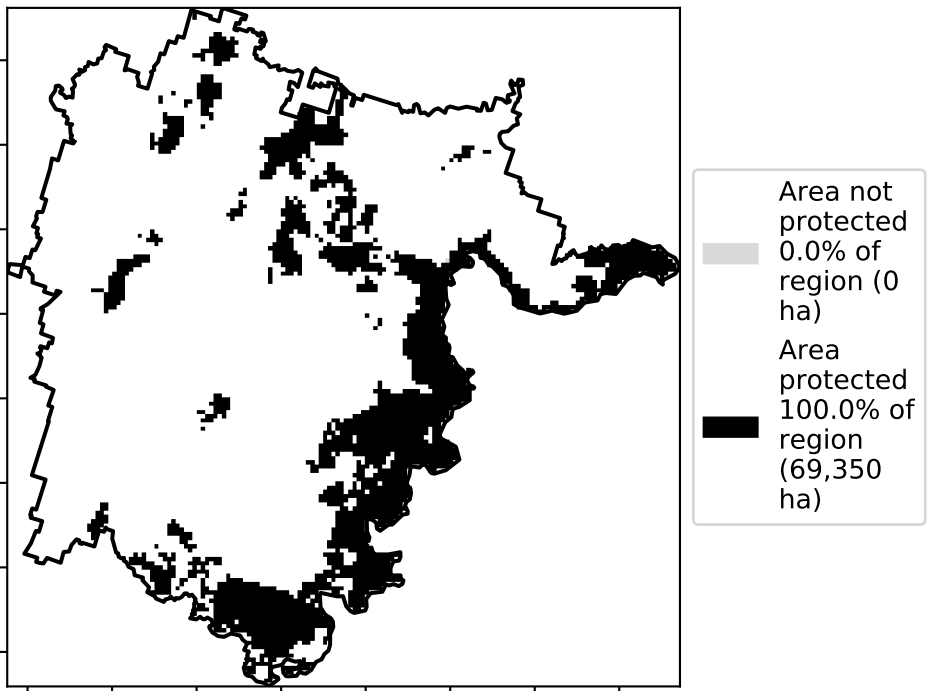 Area not
protected
0.0% of
region (0
ha)
Area
protected
100.0% of
region
(69,350
ha)